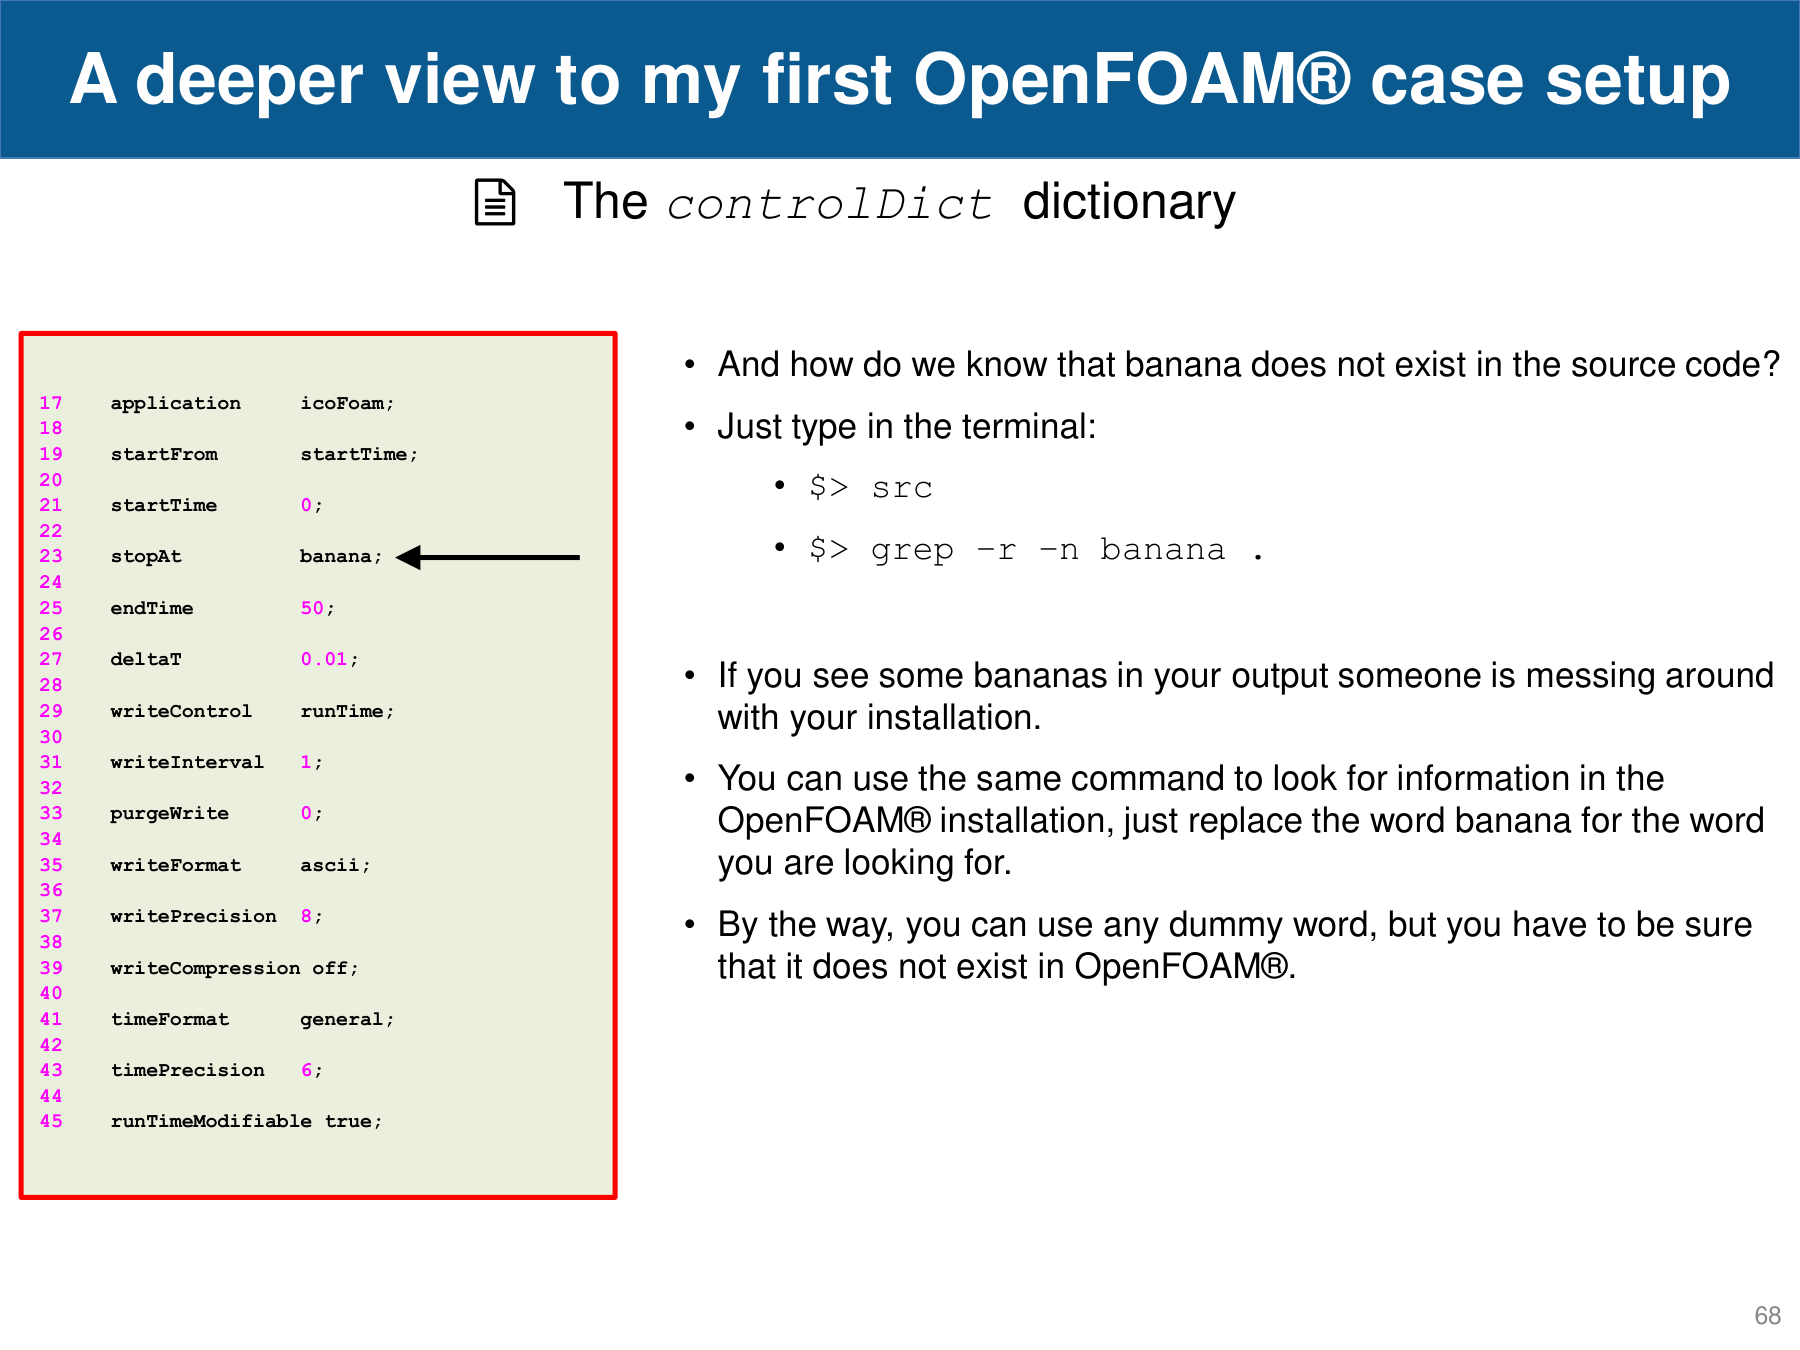 A deeper view to my first OpenFOAM® case setup
The controlDict dictionary
17 application icoFoam;
18
19 startFrom startTime;
20
21 startTime 0;
22
23 stopAt banana;
24
25 endTime 50;
26
27 deltaT 0.01;
28
29 writeControl runTime;
30
31 writeInterval 1;
32
33 purgeWrite 0;
34
35 writeFormat ascii;
36
37 writePrecision 8;
38
39 writeCompression off;
40
41 timeFormat general;
42
43 timePrecision 6;
44
45 runTimeModifiable true;
• And how do we know that banana does not exist in the source code?
• Just type in the terminal:
• $> src
• $> grep –r –n banana .
• If you see some bananas in your output someone is messing around
with your installation.
• You can use the same command to look for information in the
OpenFOAM® installation, just replace the word banana for the word
you are looking for.
• By the way, you can use any dummy word, but you have to be sure
that it does not exist in OpenFOAM®.
68